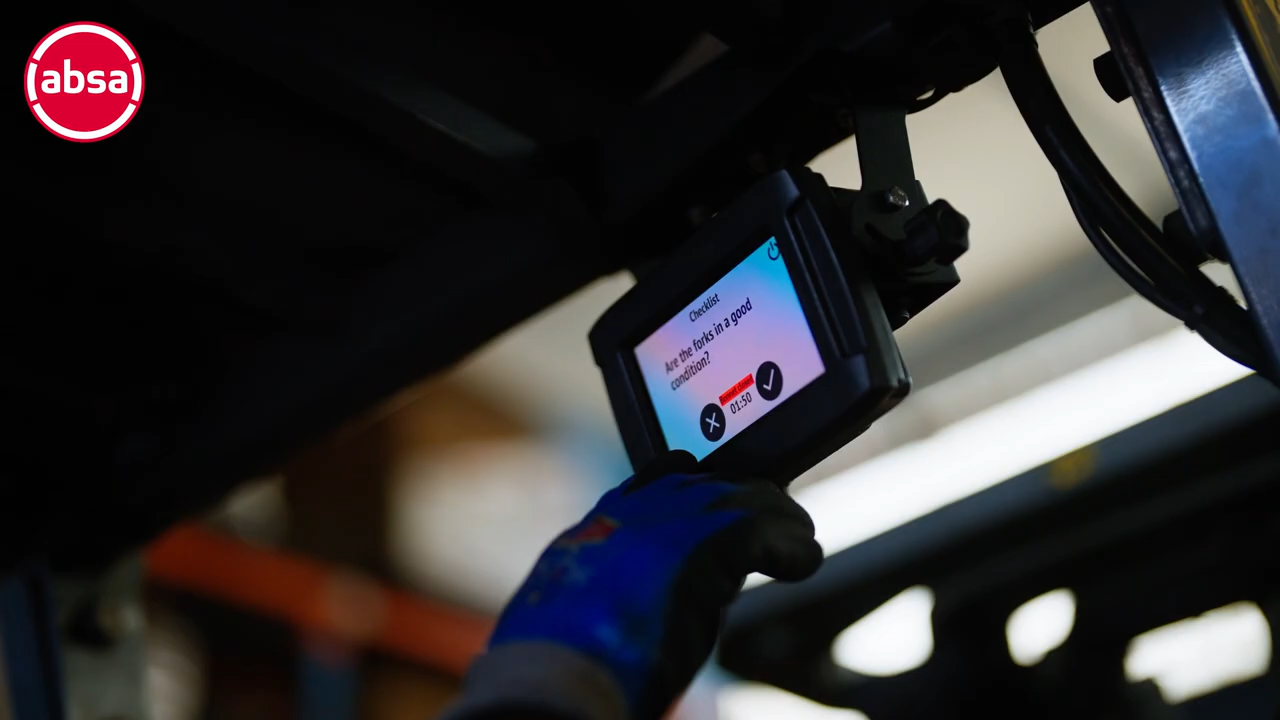 absa
Checklist
Are the forks in a good
condition?
01:50